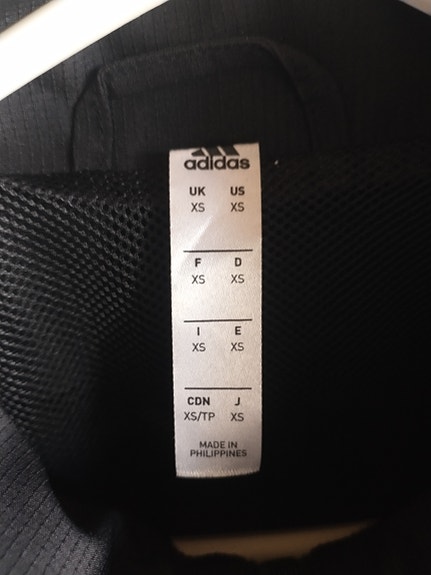 adidas
UK US
XS XS
F D
XS XS
I E
XS XS
CDN J
XS/TP XS
MADE IN
PHILIPPINES